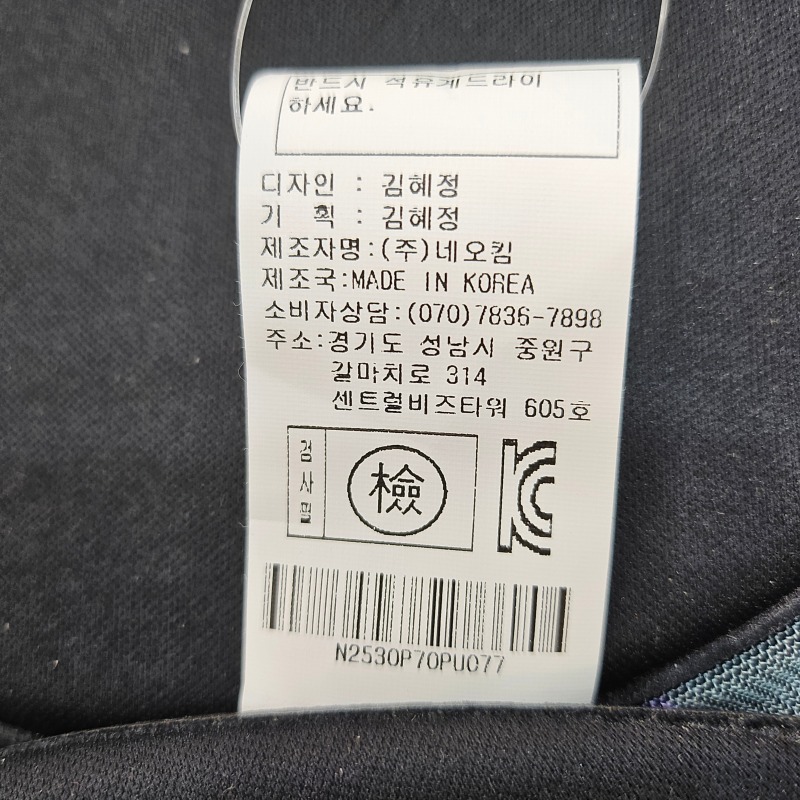 반드시 석유계드라이
하세요.
디자인 : 김혜정
기 획 : 김혜정
제조자명:(주)네오킴
제조국:MADE IN KOREA
소비자상담:(070)7836-7898
주소:경기도 성남시 중원구
갈마치로 314
센트럴비즈타워 605호
검사필
檢
KC
N2530P70PU077